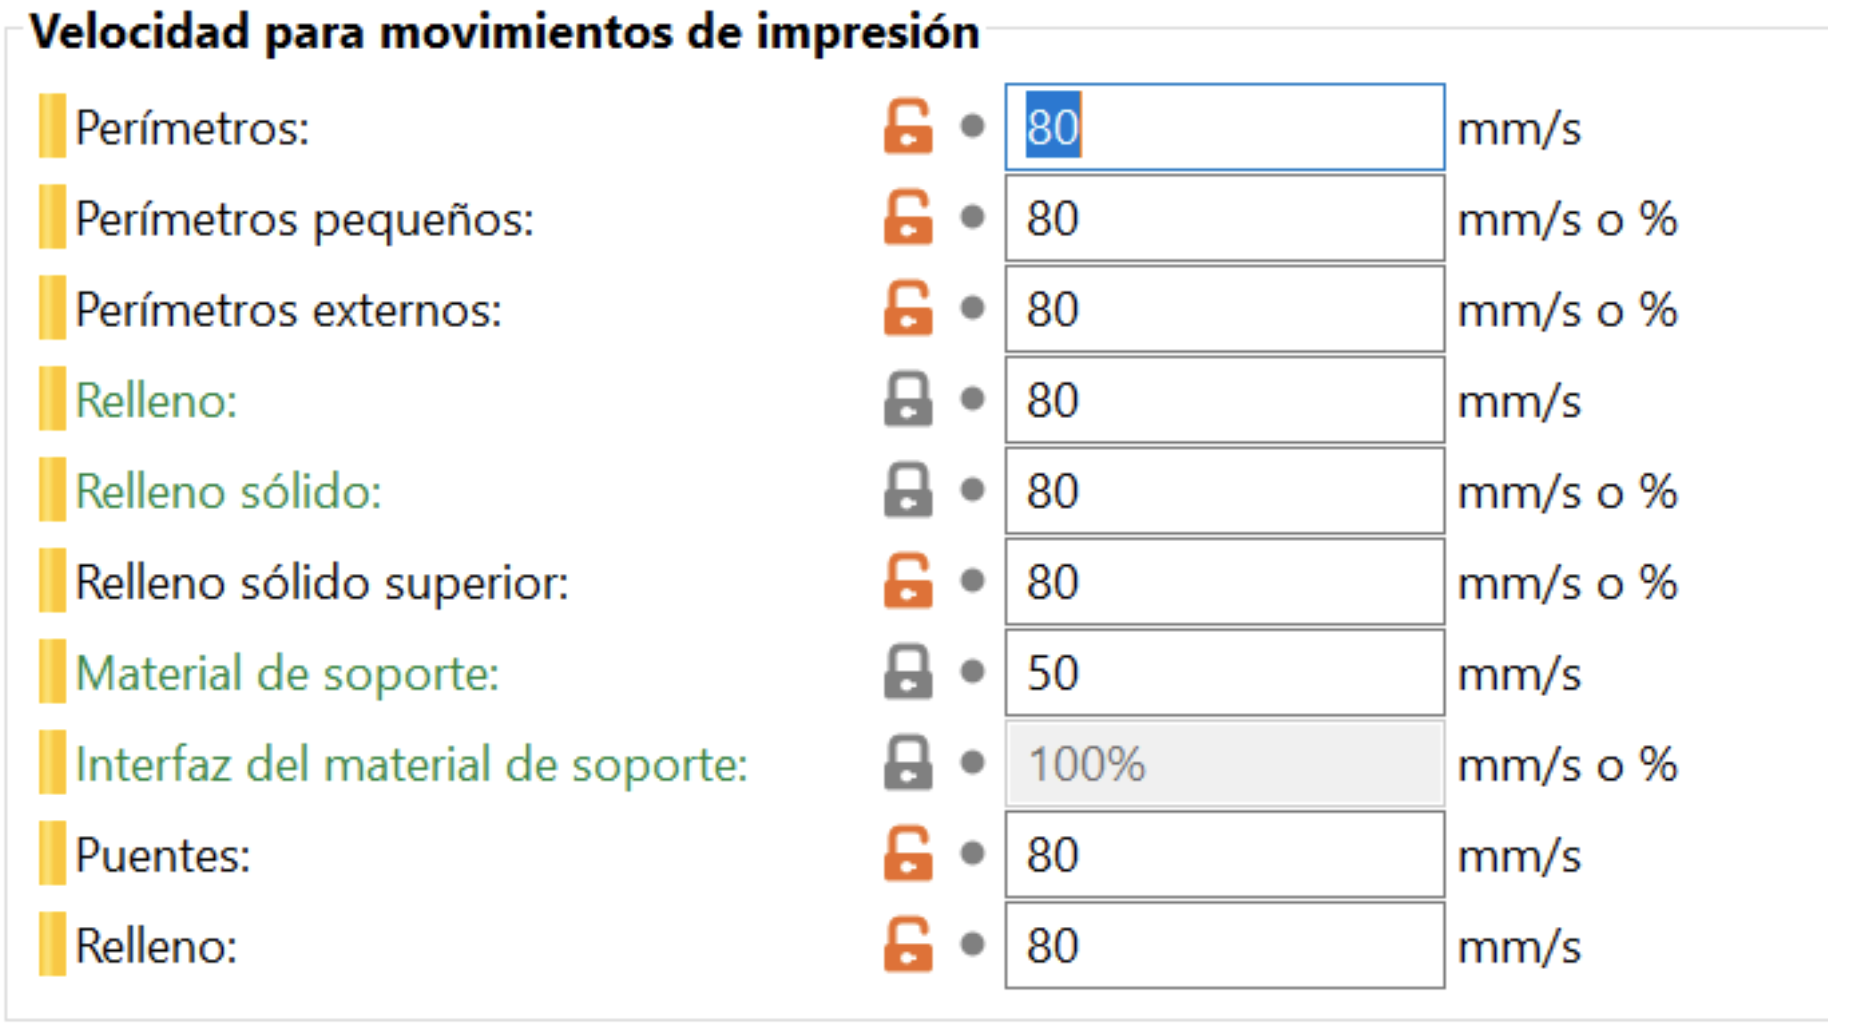 Velocidad para movimientos de impresión
Perímetros: 80 mm/s
Perímetros pequeños: 80 mm/s o %
Perímetros externos: 80 mm/s o %
Relleno: 80 mm/s
Relleno sólido: 80 mm/s o %
Relleno sólido superior: 80 mm/s o %
Material de soporte: 50 mm/s
Interfaz del material de soporte: 100% mm/s o %
Puentes: 80 mm/s
Relleno: 80 mm/s